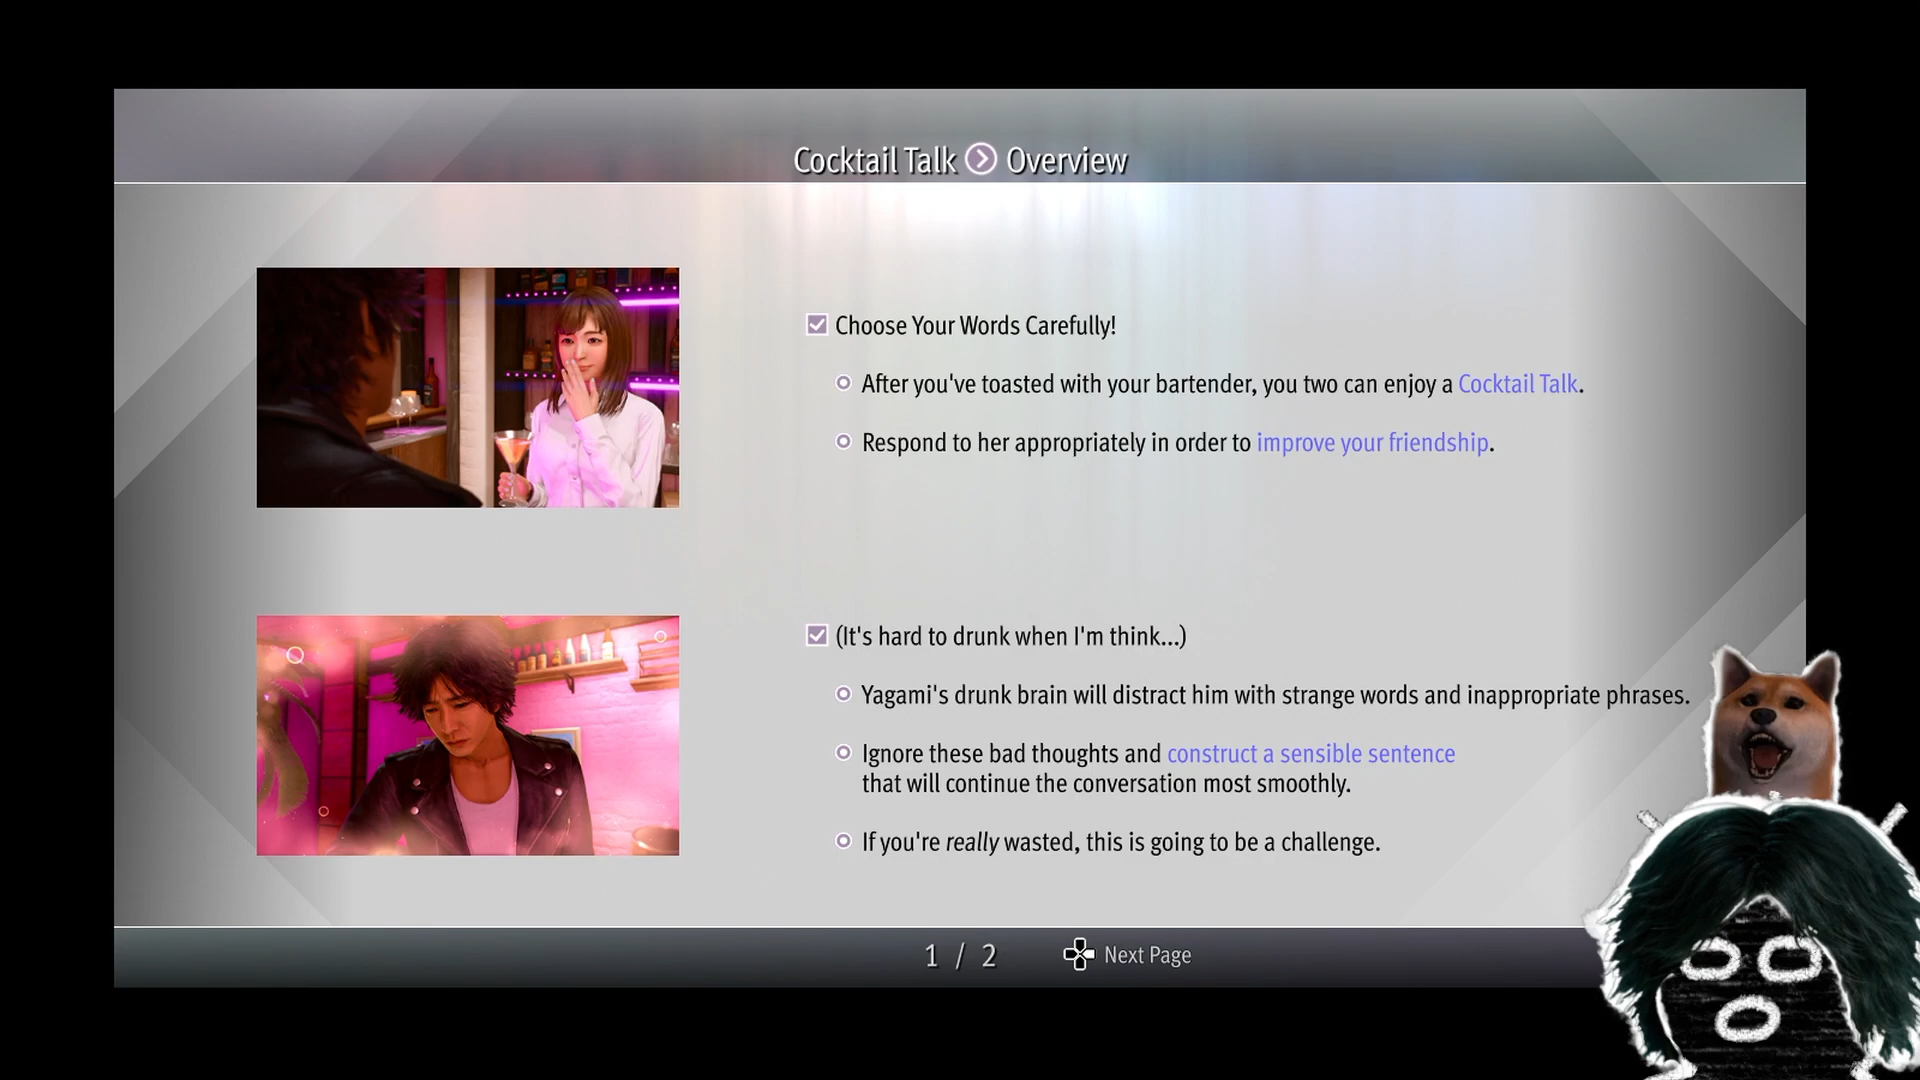 Cocktail Talk Overview
Choose Your Words Carefully!
After you've toasted with your bartender, you two can enjoy a Cocktail Talk.
Respond to her appropriately in order to improve your friendship.
(It's hard to drunk when I'm think...)
Yagami's drunk brain will distract him with strange words and inappropriate phrases.
Ignore these bad thoughts and construct a sensible sentence
that will continue the conversation most smoothly.
If you're really wasted, this is going to be a challenge.
1 / 2 Next Page